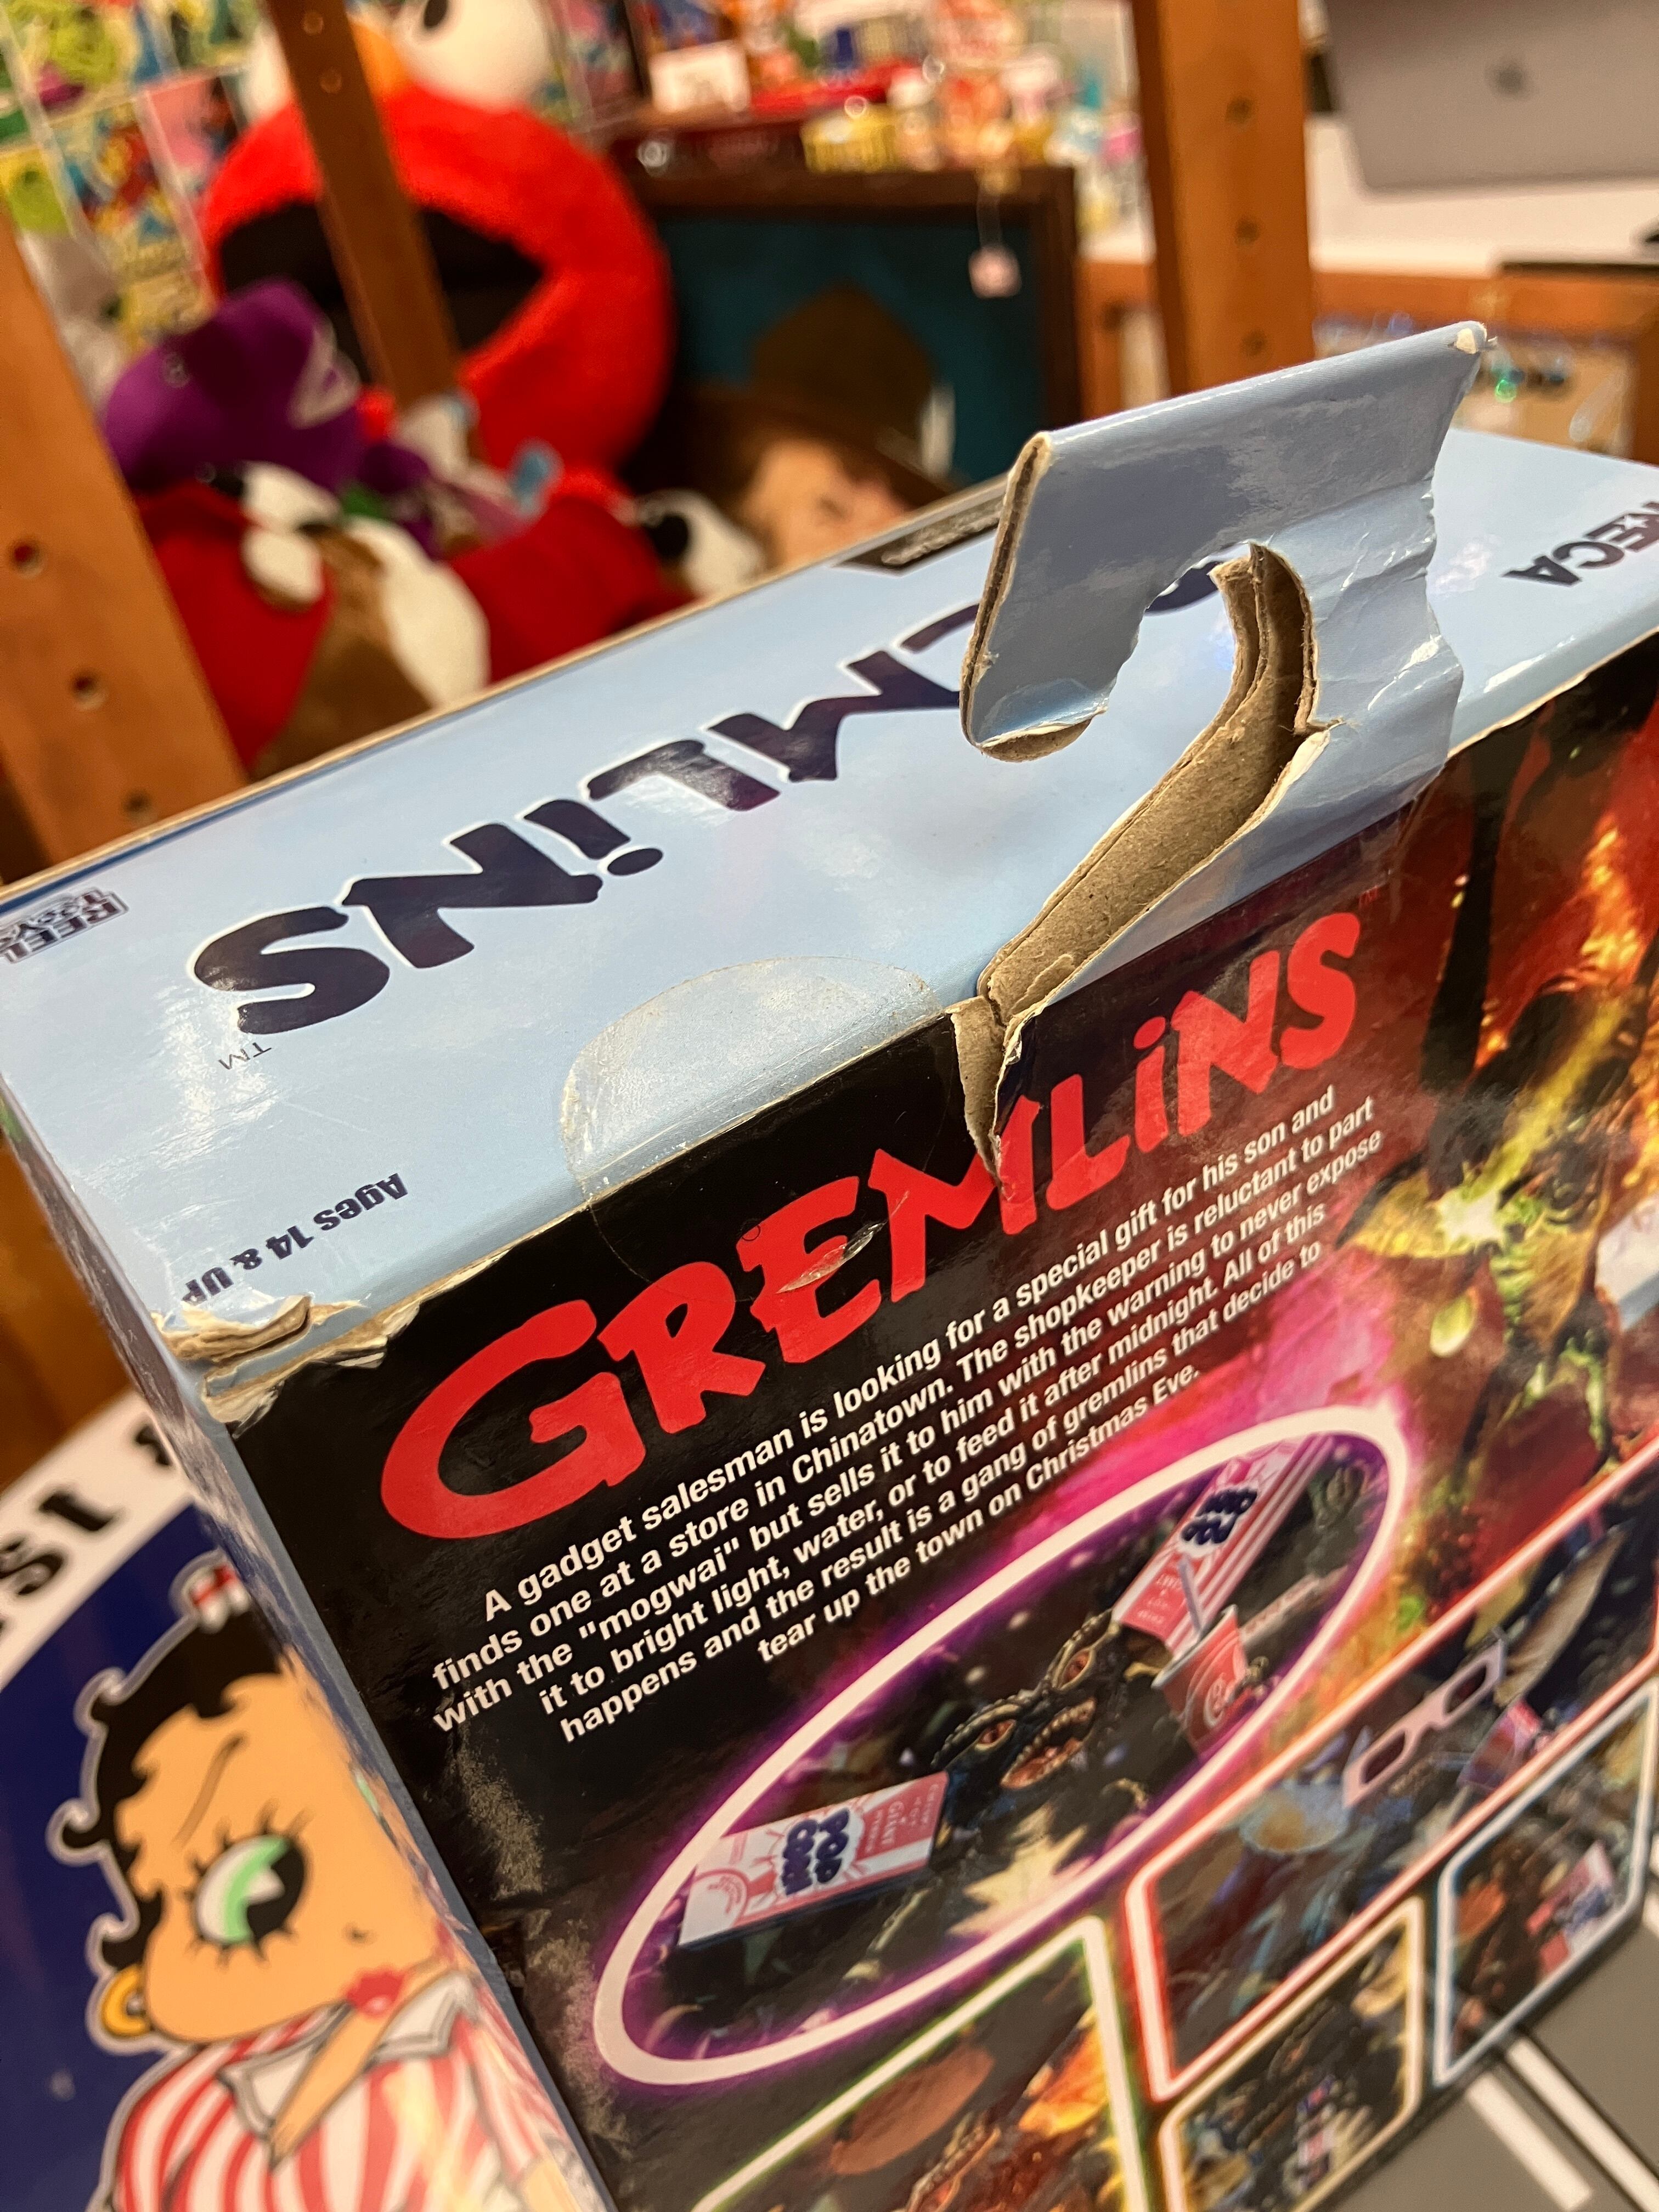 NECA
GREMLiNS
™
REEL
TOYS
Ages 14 & UP
GREMLiNS
™
A gadget salesman is looking for a special gift for his son and
finds one at a store in Chinatown. The shopkeeper is reluctant to part
with the "mogwai" but sells it to him with the warning to never expose
it to bright light, water, or to feed it after midnight. All of this
happens and the result is a gang of gremlins that decide to
tear up the town on Christmas Eve.
POP
CORN
POP
CORN